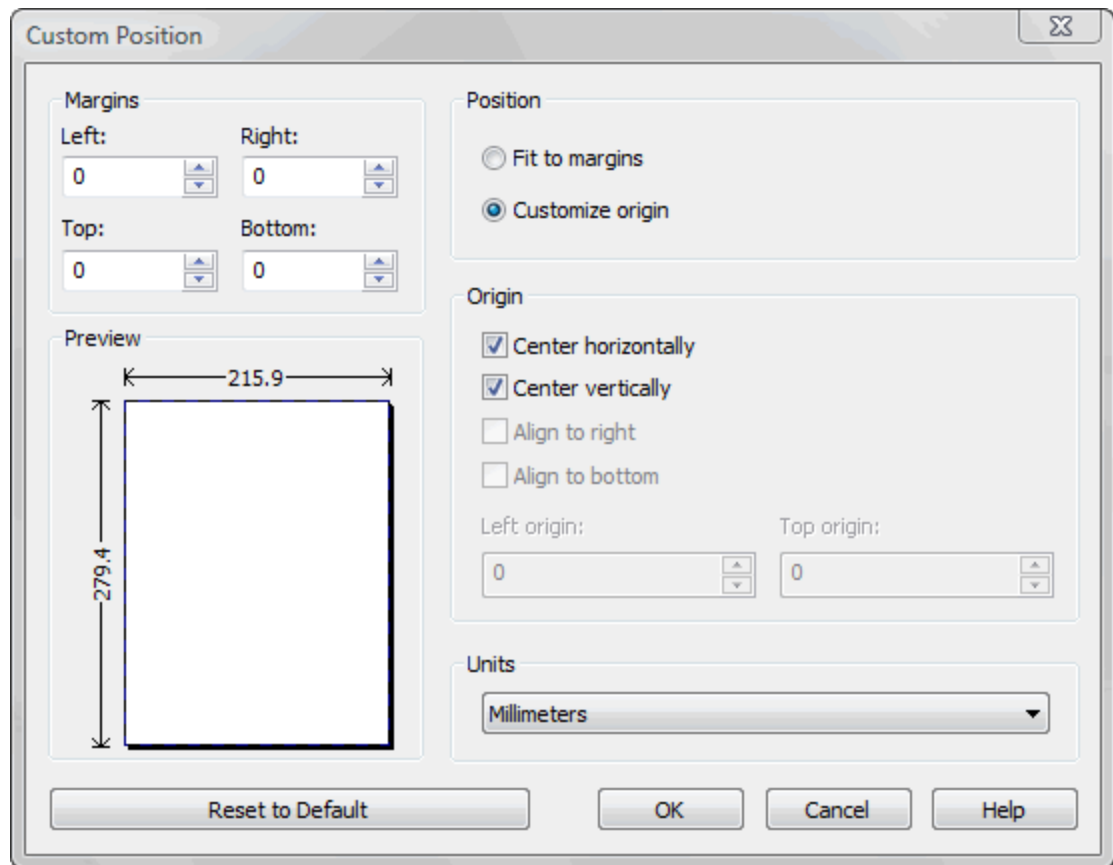 Custom Position
Margins
Left: Right:
0 0
Top: Bottom:
0 0
Preview
215.9
279.4
Position
Fit to margins
Customize origin
Origin
Center horizontally
Center vertically
Align to right
Align to bottom
Left origin: Top origin:
0 0
Units
Millimeters
Reset to Default OK Cancel Help